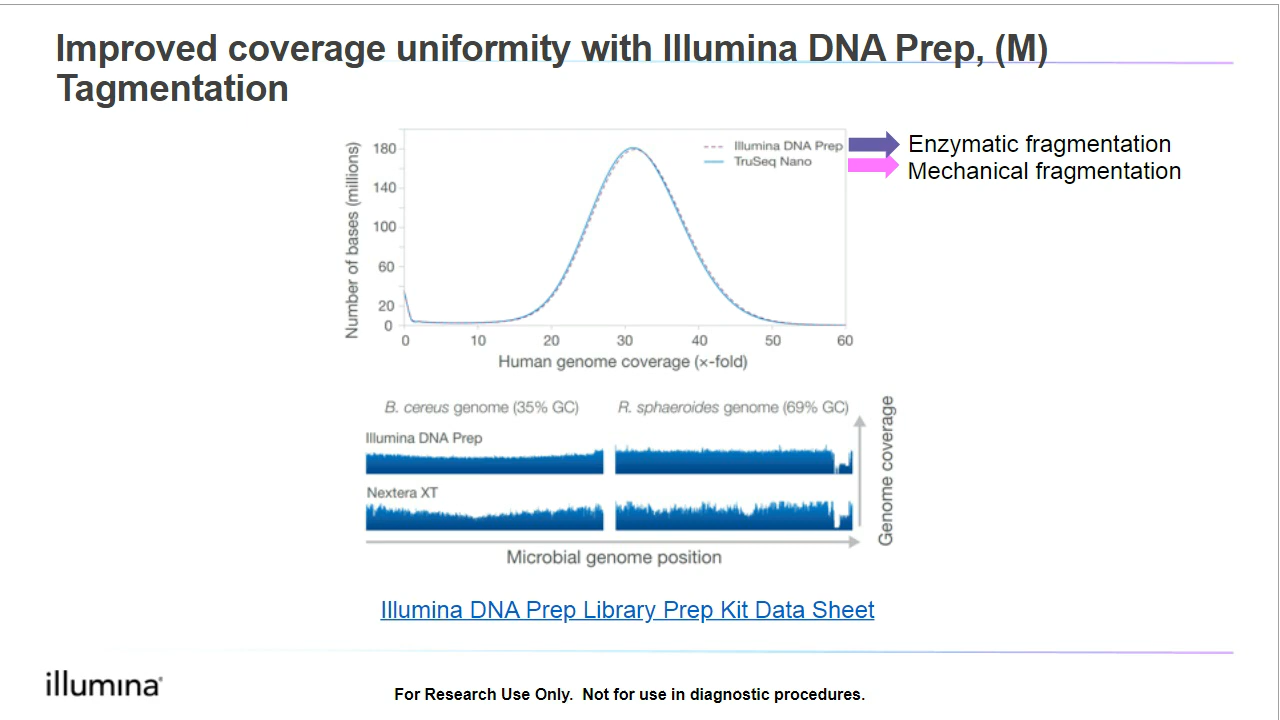 Improved coverage uniformity with Illumina DNA Prep, (M)
Tagmentation
Number of bases (millions)
180
140
100
60
20
0
Illumina DNA Prep
TruSeq Nano
Enzymatic fragmentation
Mechanical fragmentation
0 10 20 30 40 50 60
Human genome coverage (×-fold)
B. cereus genome (35% GC) R. sphaeroides genome (69% GC)
Illumina DNA Prep
Nextera XT
Genome coverage
Microbial genome position
Illumina DNA Prep Library Prep Kit Data Sheet
illumina®
For Research Use Only. Not for use in diagnostic procedures.